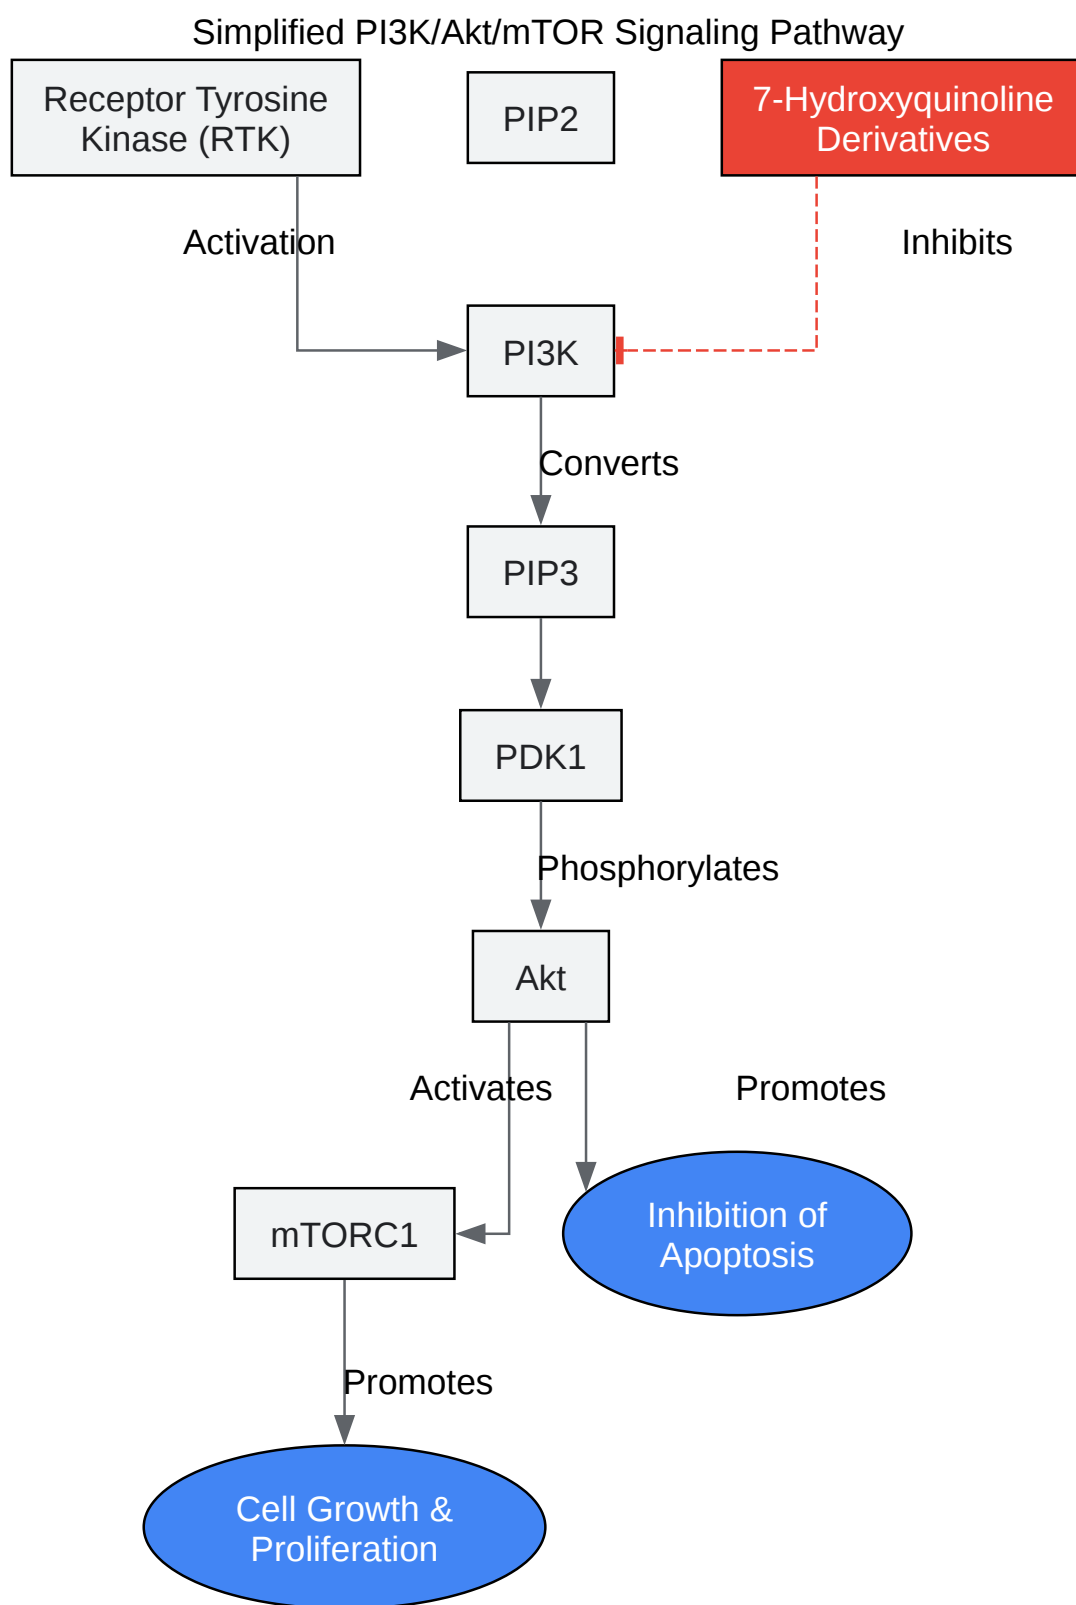 Simplified PI3K/Akt/mTOR Signaling Pathway
Receptor Tyrosine
Kinase (RTK)
PIP2
7-Hydroxyquinoline
Derivatives
Activation
Inhibits
PI3K
Converts
PIP3
PDK1
Phosphorylates
Akt
Activates
Promotes
mTORC1
Inhibition of
Apoptosis
Promotes
Cell Growth &
Proliferation